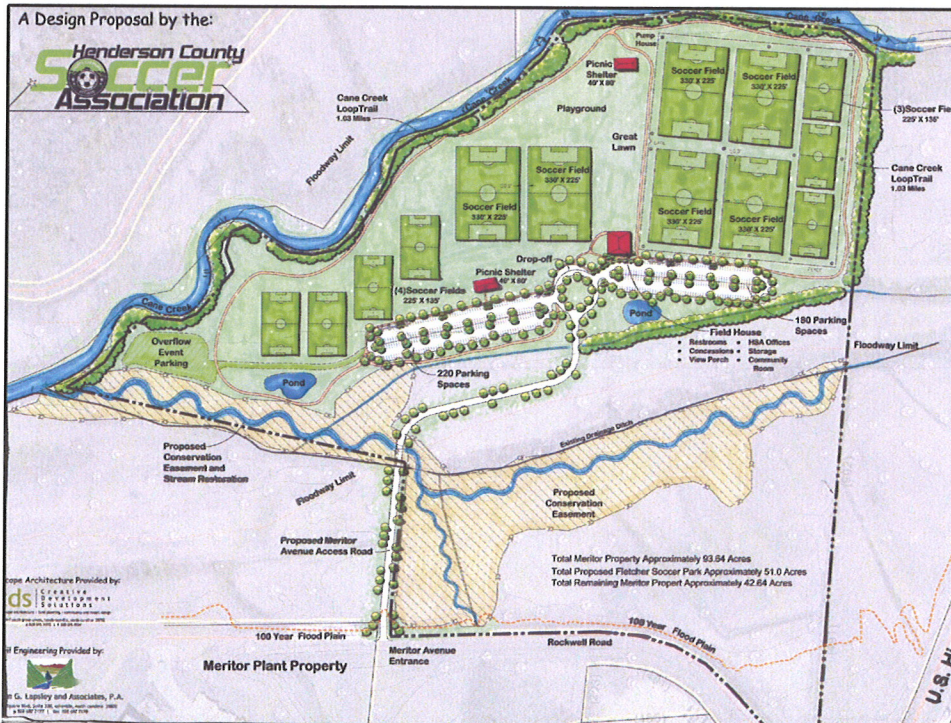 A Design Proposal by the:
Henderson County
Soccer
Association
Cane Creek
Pump
House
Picnic
Shelter
40' X 80'
Soccer Field
330' X 225'
Soccer Field
330' X 225'
(3)Soccer Fie
225' X 135'
Cane Creek
LoopTrail
1.03 Miles
Cane Creek
Playground
Floodway Limit
Great
Lawn
Cane Creek
LoopTrail
1.03 Miles
Soccer Field
330' X 225'
Soccer Field
330' X 225'
Soccer Field
330' X 225'
Soccer Field
330' X 225'
Drop-off
Picnic Shelter
40' X 80'
(4)Soccer Fields
225' X 135'
Cane Creek
Pond
180 Parking
Spaces
Field House
Restrooms
Concessions
View Porch
H&A Offices
Storage
Community
Room
Floodway Limit
Overflow
Event
Parking
220 Parking
Spaces
Pond
Existing Drainage Ditch
Proposed
Conservation
Easement and
Stream Restoration
Floodway Limit
Proposed
Conservation
Easement
Proposed Meritor
Avenue Access Road
Total Meritor Property Approximately 93.64 Acres
Total Proposed Fletcher Soccer Park Approximately 51.0 Acres
Total Remaining Meritor Propert Approximately 42.64 Acres
cape Architecture Provided by:
ds Creative
Development
Solutions
100 Year Flood Plain
100 Year Flood Plain
Rockwell Road
Meritor Avenue
Entrance
Meritor Plant Property
il Engineering Provided by:
G. Lapsley and Associates, P.A.
U.S. H